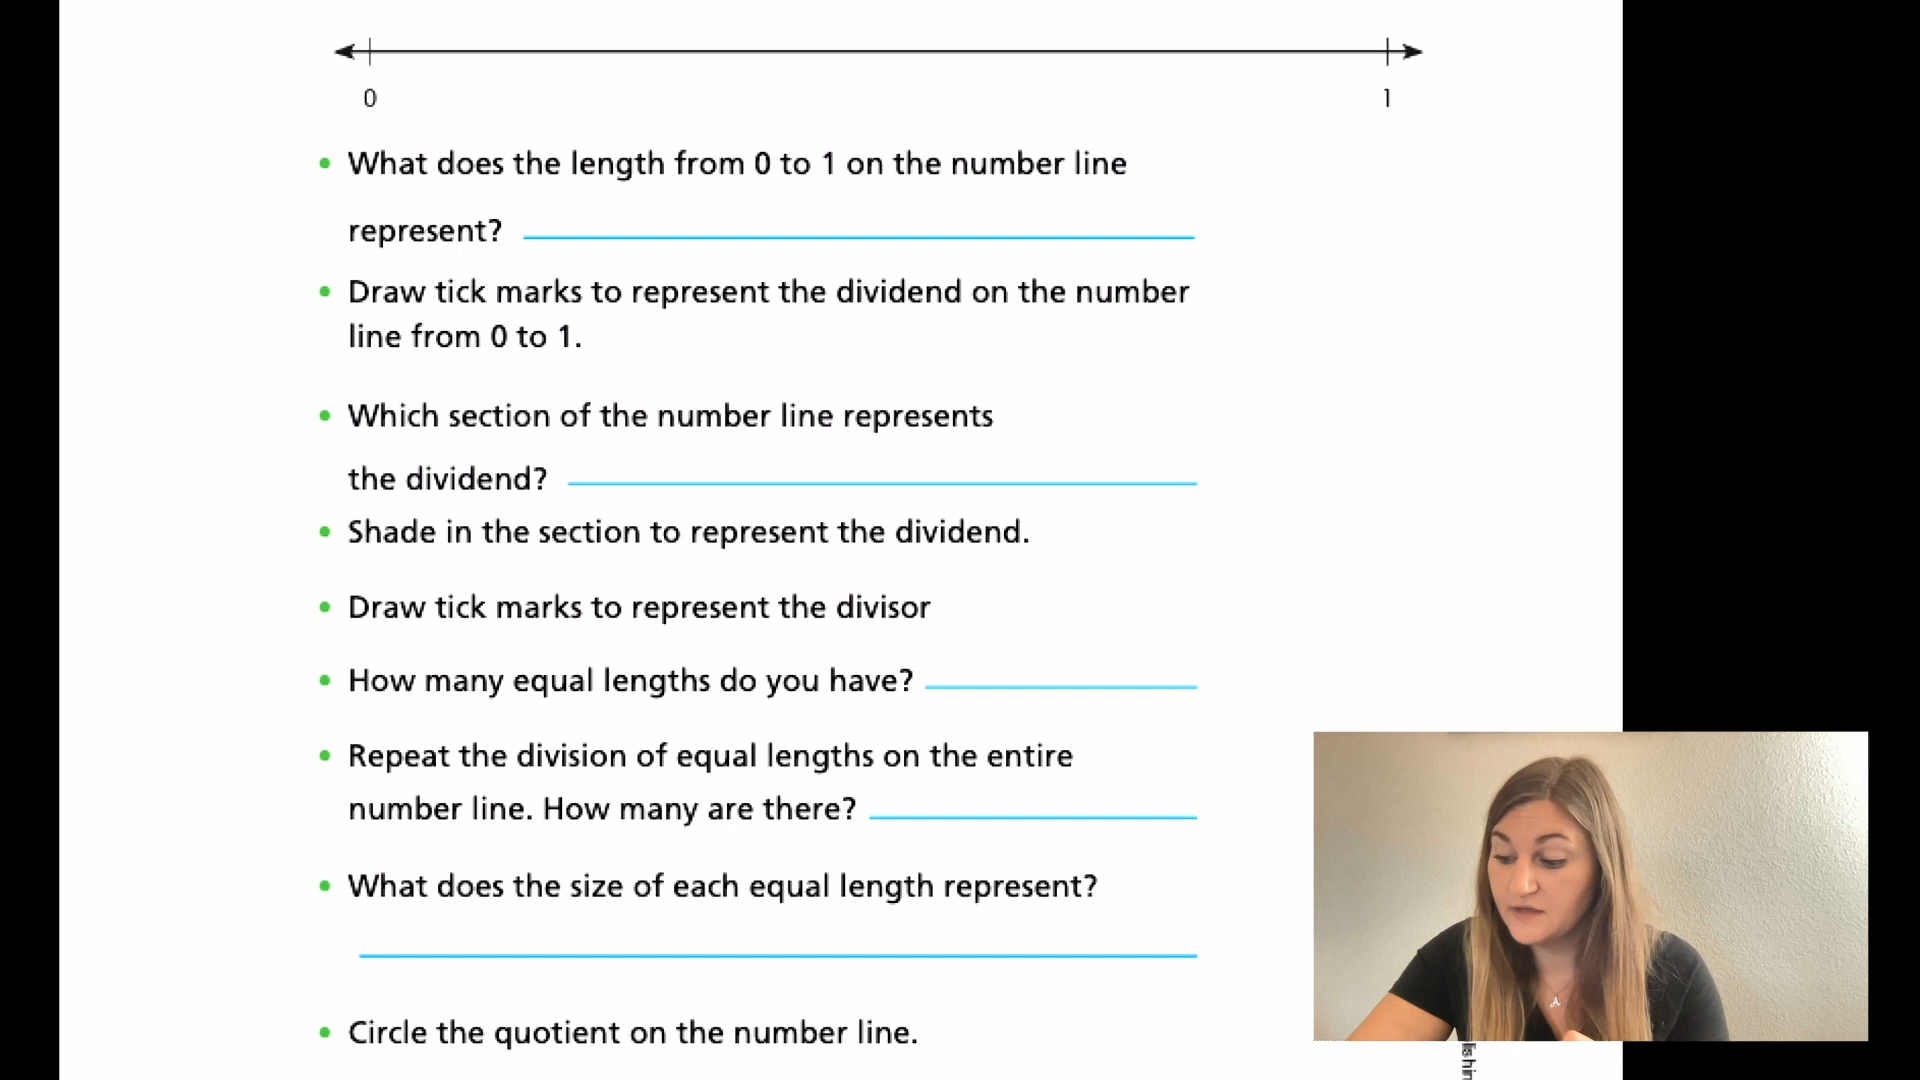 0 1
• What does the length from 0 to 1 on the number line
represent?
• Draw tick marks to represent the dividend on the number
line from 0 to 1.
• Which section of the number line represents
the dividend?
• Shade in the section to represent the dividend.
• Draw tick marks to represent the divisor
• How many equal lengths do you have?
• Repeat the division of equal lengths on the entire
number line. How many are there?
• What does the size of each equal length represent?
• Circle the quotient on the number line.